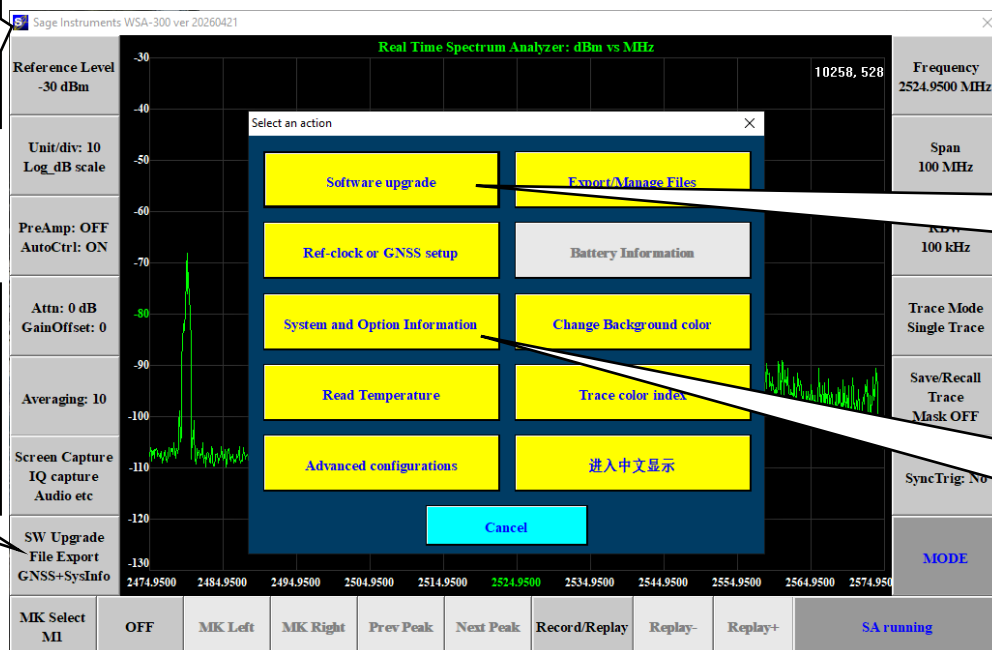 Sage Instruments WSA-300 ver 20260421
Real Time Spectrum Analyzer: dBm vs MHz
10258, 528
Reference Level
-30 dBm
Unit/div: 10
Log_dB scale
PreAmp: OFF
AutoCtrl: ON
Attn: 0 dB
GainOffset: 0
Averaging: 10
Screen Capture
IQ capture
Audio etc
SW Upgrade
File Export
GNSS+SysInfo
-30
-40
-50
-60
-70
-80
-90
-100
-110
-120
-130
Select an action
Software upgrade
Export/Manage Files
Ref-clock or GNSS setup
Battery Information
System and Option Information
Change Background color
Read Temperature
Trace color index
Advanced configurations
进入中文显示
Cancel
2474.9500 2484.9500 2494.9500 2504.9500 2514.9500 2524.9500 2534.9500 2544.9500 2554.9500 2564.9500 2574.950
Frequency
2524.9500 MHz
Span
100 MHz
RBW
100 kHz
Trace Mode
Single Trace
Save/Recall
Trace
Mask OFF
SyncTrig: No
MODE
MK Select
M1
OFF
MK Left
MK Right
Prev Peak
Next Peak
Record/Replay
Replay-
Replay+
SA running